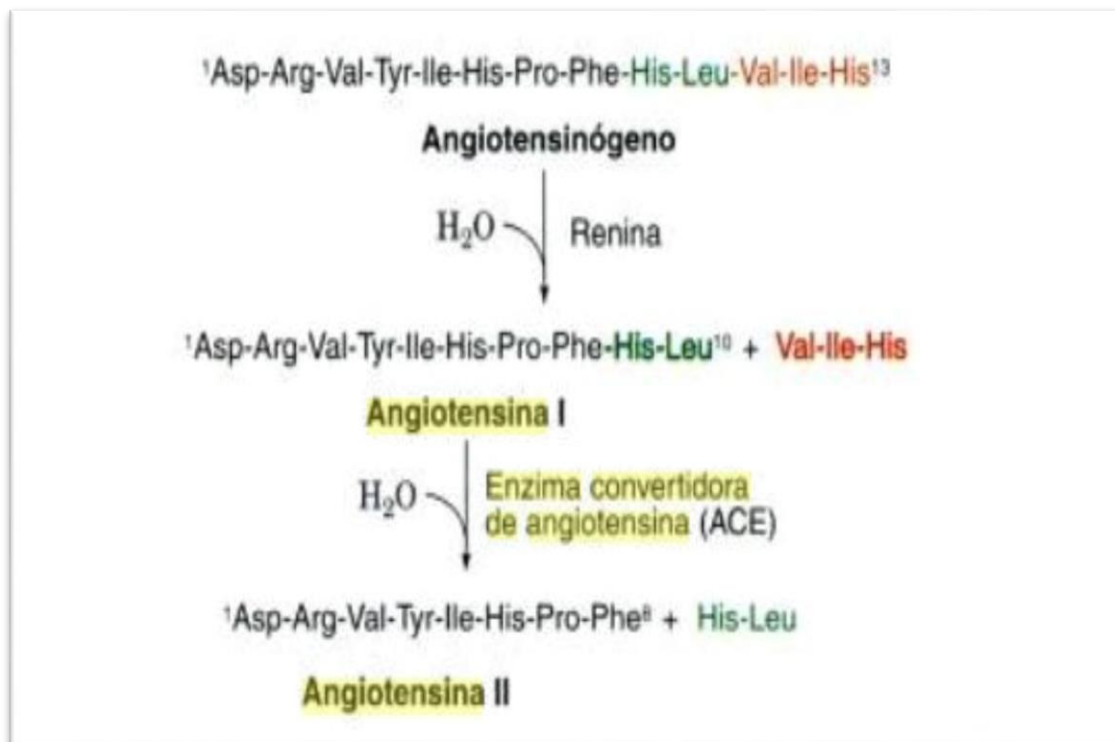 ¹Asp-Arg-Val-Tyr-Ile-His-Pro-Phe-His-Leu-Val-Ile-His¹³
Angiotensinógeno
H₂O Renina
¹Asp-Arg-Val-Tyr-Ile-His-Pro-Phe-His-Leu¹⁰ + Val-Ile-His
Angiotensina I
H₂O Enzima convertidora
de angiotensina (ACE)
¹Asp-Arg-Val-Tyr-Ile-His-Pro-Phe⁸ + His-Leu
Angiotensina II